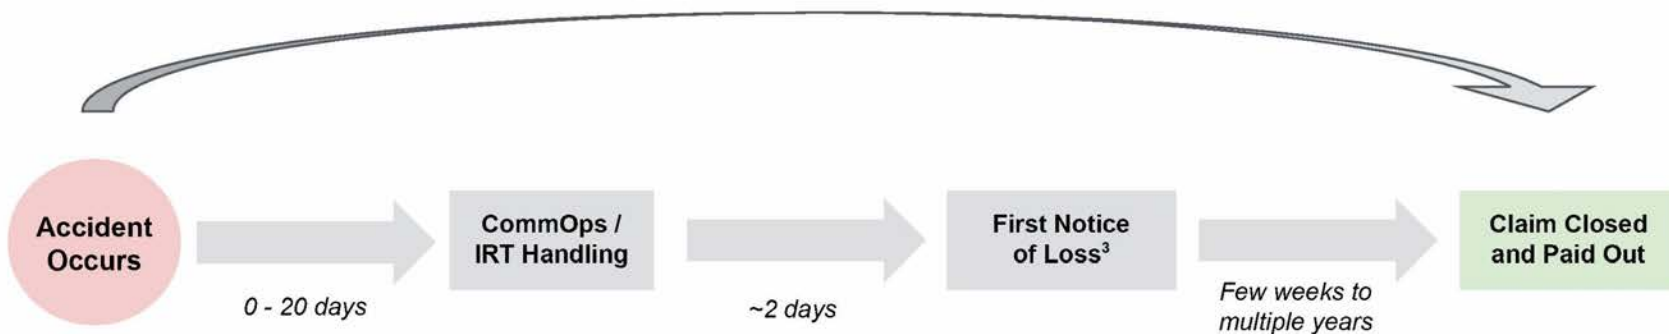 Accident
Occurs
0 - 20 days
CommOps /
IRT Handling
~2 days
First Notice
of Loss³
Few weeks to
multiple years
Claim Closed
and Paid Out